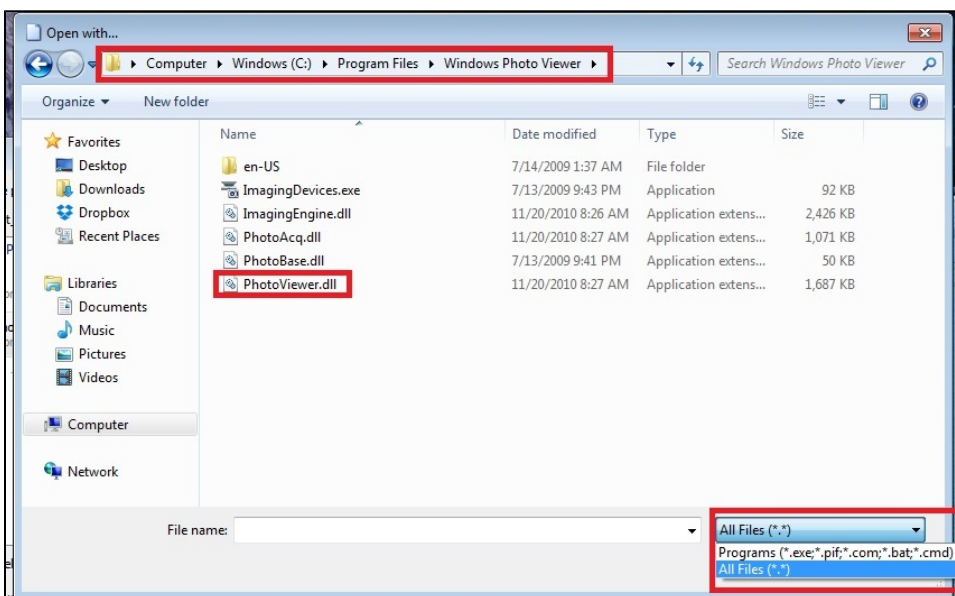 Open with...
Computer Windows (C:) Program Files Windows Photo Viewer
Search Windows Photo Viewer
Organize New folder
Name Date modified Type Size
Favorites
Desktop
Downloads
Dropbox
Recent Places
Libraries
Documents
Music
Pictures
Videos
Computer
Network
en-US 7/14/2009 1:37 AM File folder
ImagingDevices.exe 7/13/2009 9:43 PM Application 92 KB
ImagingEngine.dll 11/20/2010 8:26 AM Application extens... 2,426 KB
PhotoAcq.dll 11/20/2010 8:27 AM Application extens... 1,071 KB
PhotoBase.dll 7/13/2009 9:41 PM Application extens... 50 KB
PhotoViewer.dll 11/20/2010 8:27 AM Application extens... 1,687 KB
File name:
All Files (*.*)
Programs (*.exe;*.pif;*.com;*.bat;*.cmd)
All Files (*.*)